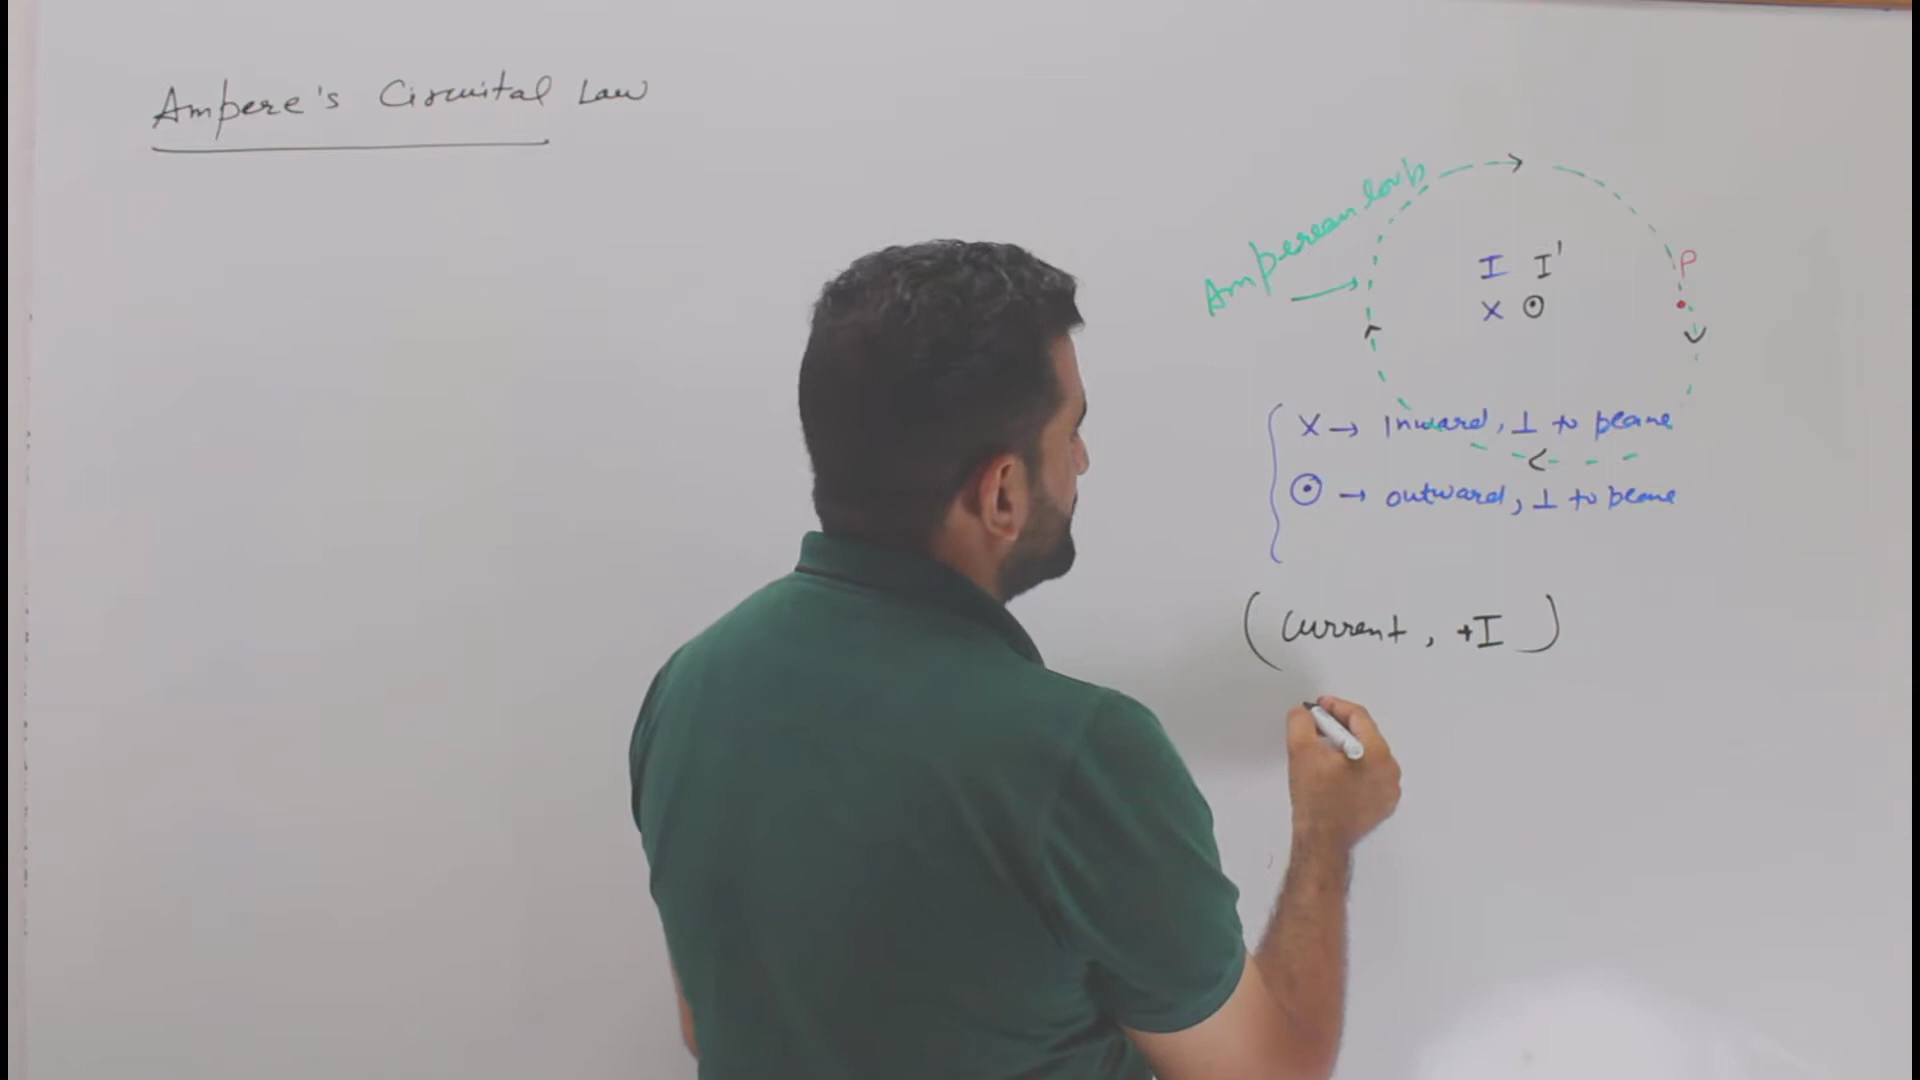 Ampere's Circuital Law
Amperean loop
I I'
X ⊙
P
X → Inward, ⊥ to plane
⊙ → outward, ⊥ to plane
(Current, +I)